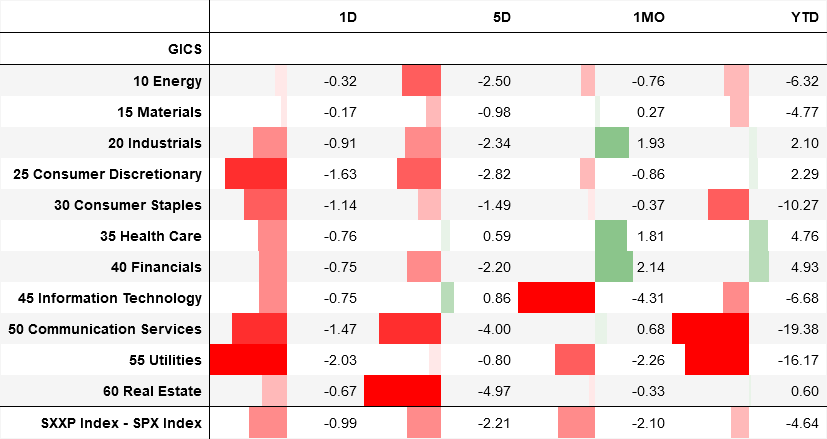 1D 5D 1MO YTD
GICS
10 Energy -0.32 -2.50 -0.76 -6.32
15 Materials -0.17 -0.98 0.27 -4.77
20 Industrials -0.91 -2.34 1.93 2.10
25 Consumer Discretionary -1.63 -2.82 -0.86 2.29
30 Consumer Staples -1.14 -1.49 -0.37 -10.27
35 Health Care -0.76 0.59 1.81 4.76
40 Financials -0.75 -2.20 2.14 4.93
45 Information Technology -0.75 0.86 -4.31 -6.68
50 Communication Services -1.47 -4.00 0.68 -19.38
55 Utilities -2.03 -0.80 -2.26 -16.17
60 Real Estate -0.67 -4.97 -0.33 0.60
SXXP Index - SPX Index -0.99 -2.21 -2.10 -4.64